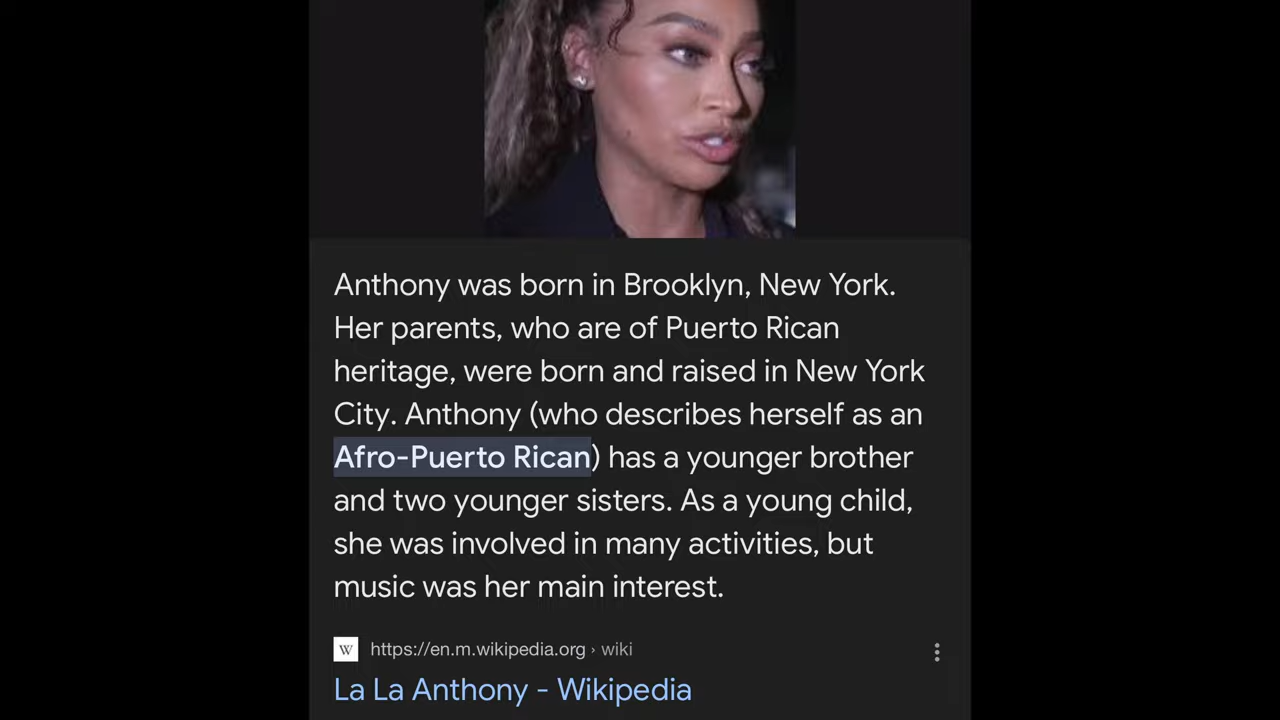 Anthony was born in Brooklyn, New York.
Her parents, who are of Puerto Rican
heritage, were born and raised in New York
City. Anthony (who describes herself as an
Afro-Puerto Rican) has a younger brother
and two younger sisters. As a young child,
she was involved in many activities, but
music was her main interest.
W https://en.m.wikipedia.org › wiki
La La Anthony - Wikipedia